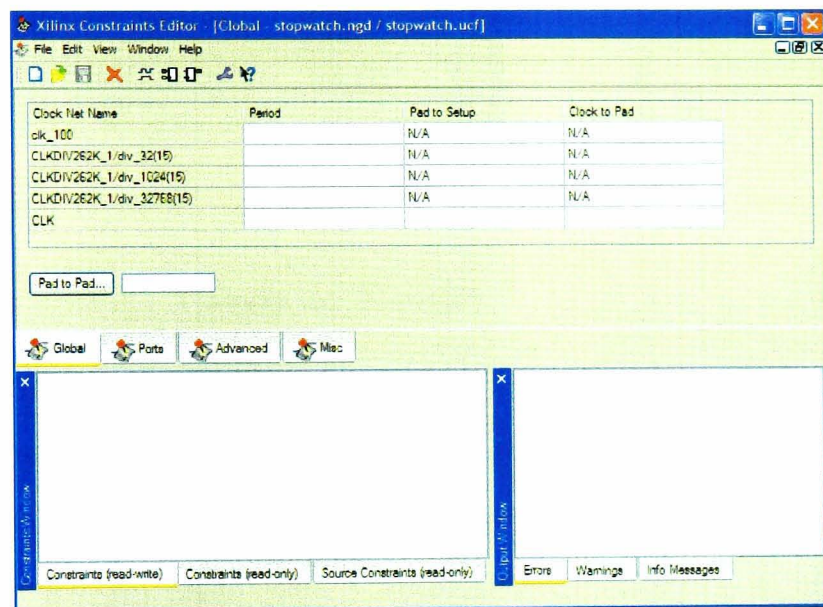 Xilinx Constraints Editor - [Global - stopwatch.ngd / stopwatch.ucf]
File Edit View Window Help
Clock Net Name Period Pad to Setup Clock to Pad
clk_100 N/A N/A
CLKDIV262K_1/div_32(15) N/A N/A
CLKDIV262K_1/div_1024(15) N/A N/A
CLKDIV262K_1/div_32768(15) N/A N/A
CLK
Pad to Pad...
Global Ports Advanced Misc
Constraints Window
Output Window
Constraints (read-write) Constraints (read-only) Source Constraints (read-only) Errors Warnings Info Messages